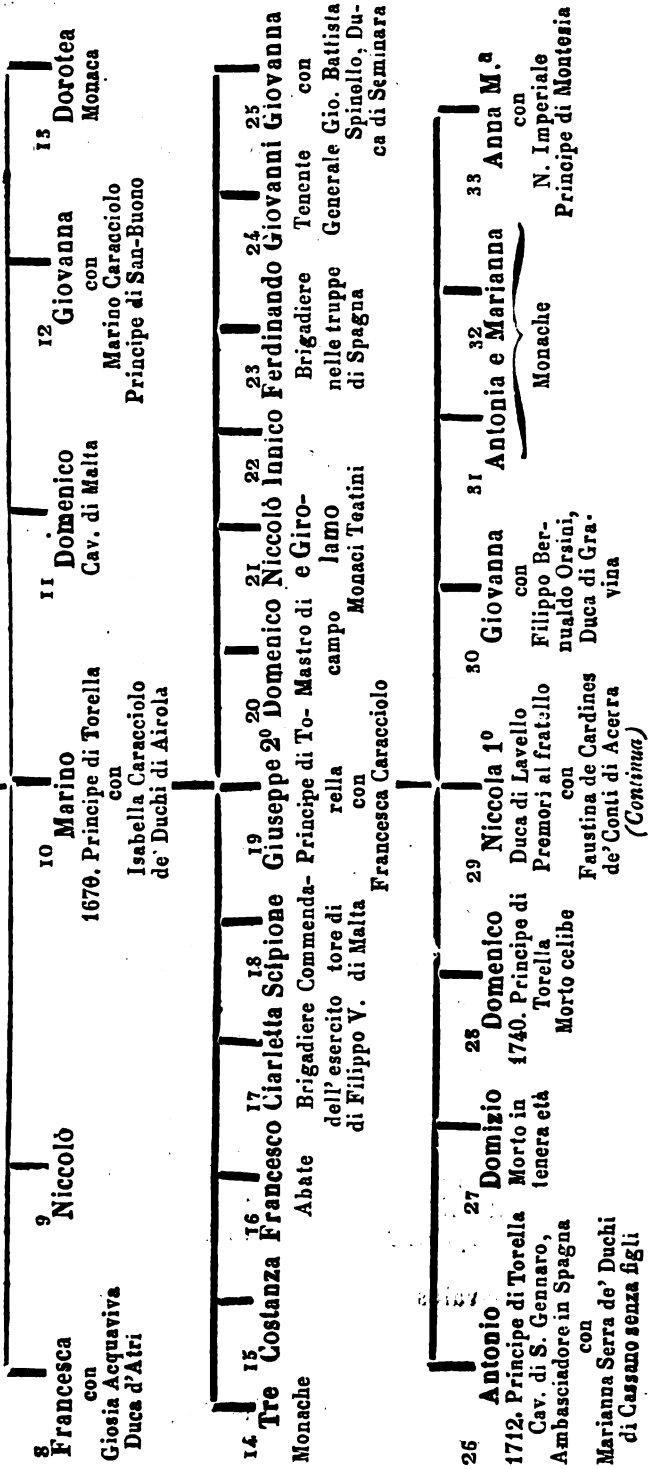 8
Francesca
con
Giosia Acquaviva
Duca d'Atri
9
Niccolò
10
Marino
1670. Principe di Torella
con
Isabella Caracciolo
de' Duchi di Airola
11
Domenico
Cav. di Malta
12
Giovanna
con
Marino Caracciolo
Principe di San-Buono
13
Dorotea
Monaca
14 15 16 17 18 19 20 21 22 23 24 25
Tre Costanza Francesco Ciarletta Scipione Giuseppe 2º Domenico Niccolò Innico Ferdinando Giovanni Giovanna
Monache
Abate
Brigadiere
dell' esercito
di Filippo V.
Commenda-
tore di
di Malta
Principe di To-
rella
con
Francesca Caracciolo
Mastro di
campo
e Giro-
lamo
Monaci Teatini
Brigadiere
nelle truppe
di Spagna
Tenente
Generale
con
Gio. Battista
Spinello, Du-
ca di Seminara
26
Antonio
1712. Principe di Torella
Cav. di S. Gennaro,
Ambasciadore in Spagna
con
Marianna Serra de' Duchi
di Cassano senza figli
27
Domizio
Morto in
tenera età
28
Domenico
1740. Principe di
Torella
Morto celibe
29
Niccola 1º
Duca di Lavello
Premorì al fratello
con
Faustina de Cardines
de' Conti di Acerra
(Continua)
30
Giovanna
con
Filippo Ber-
nualdo Orsini,
Duca di Gra-
vina
31 32
Antonia e Marianna
Monache
33
Anna M.a
con
N. Imperiale
Principe di Montesia